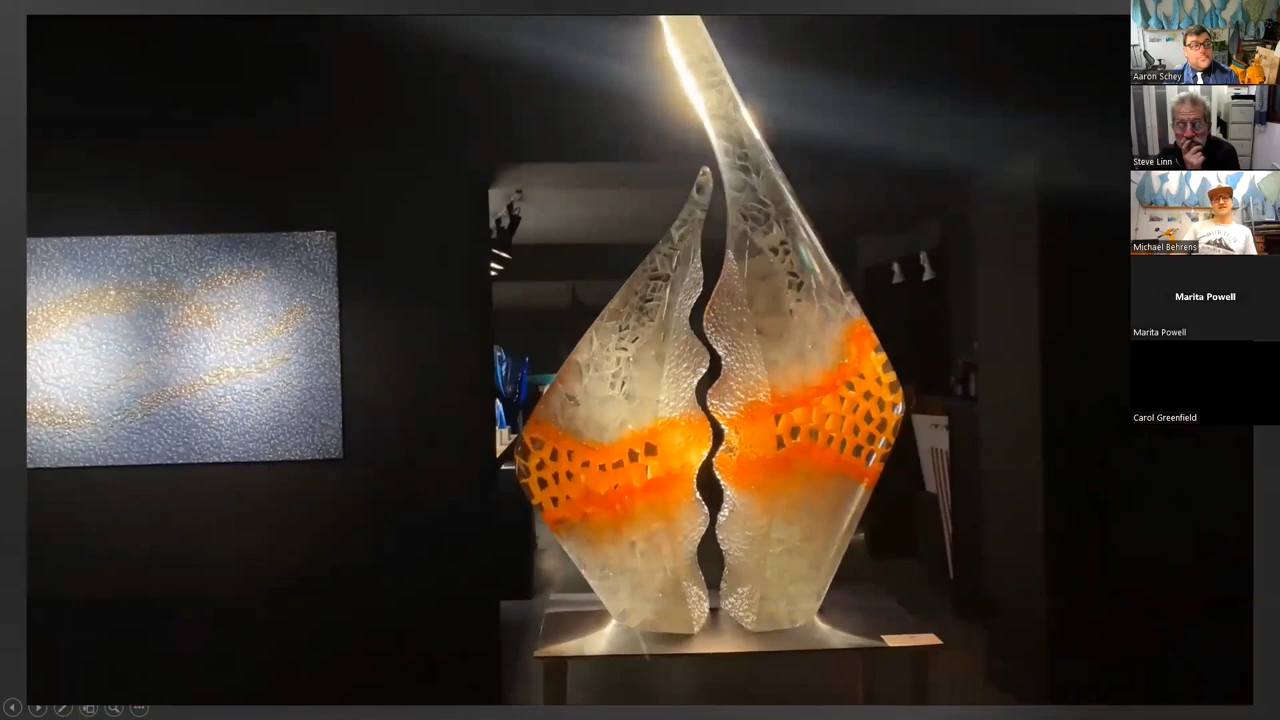 Aaron Schey
Steve Linn
Michael Behrens
Marita Powell
Marita Powell
Carol Greenfield